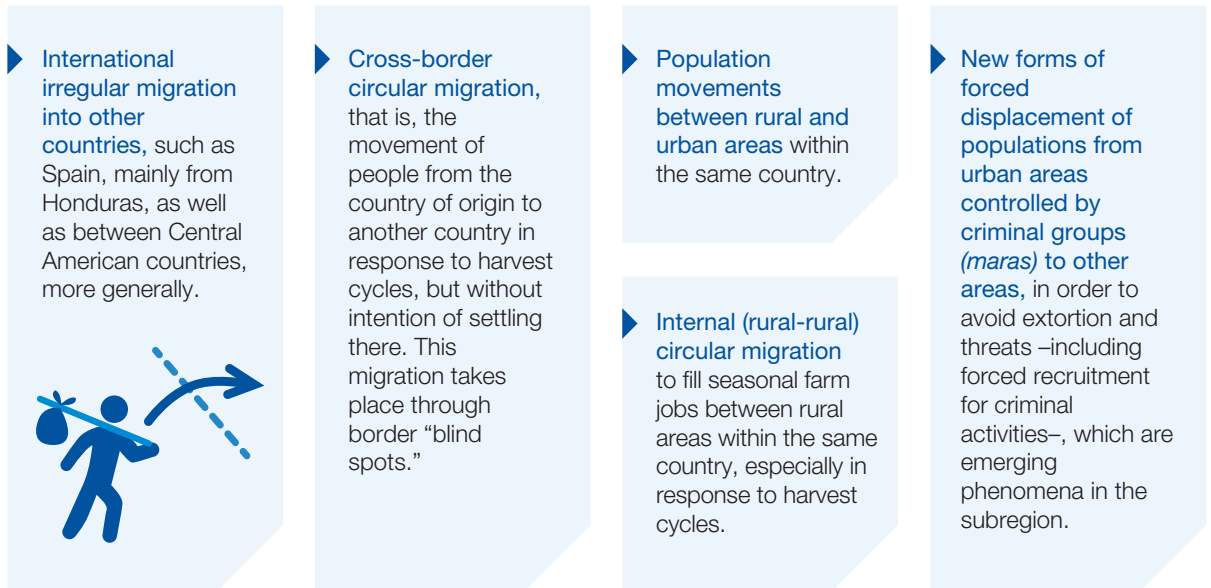 International
irregular migration
into other
countries, such as
Spain, mainly from
Honduras, as well
as between Central
American countries,
more generally.
Cross-border
circular migration,
that is, the
movement of
people from the
country of origin to
another country in
response to harvest
cycles, but without
intention of settling
there. This
migration takes
place through
border “blind
spots.”
Population
movements
between rural and
urban areas within
the same country.
Internal (rural-rural)
circular migration
to fill seasonal farm
jobs between rural
areas within the same
country, especially in
response to harvest
cycles.
New forms of
forced
displacement of
populations from
urban areas
controlled by
criminal groups
(maras) to other
areas, in order to
avoid extortion and
threats –including
forced recruitment
for criminal
activities–, which are
emerging
phenomena in the
subregion.